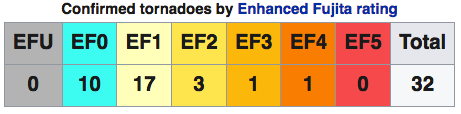 Confirmed tornadoes by Enhanced Fujita rating
EFU EF0 EF1 EF2 EF3 EF4 EF5 Total
0 10 17 3 1 1 0 32